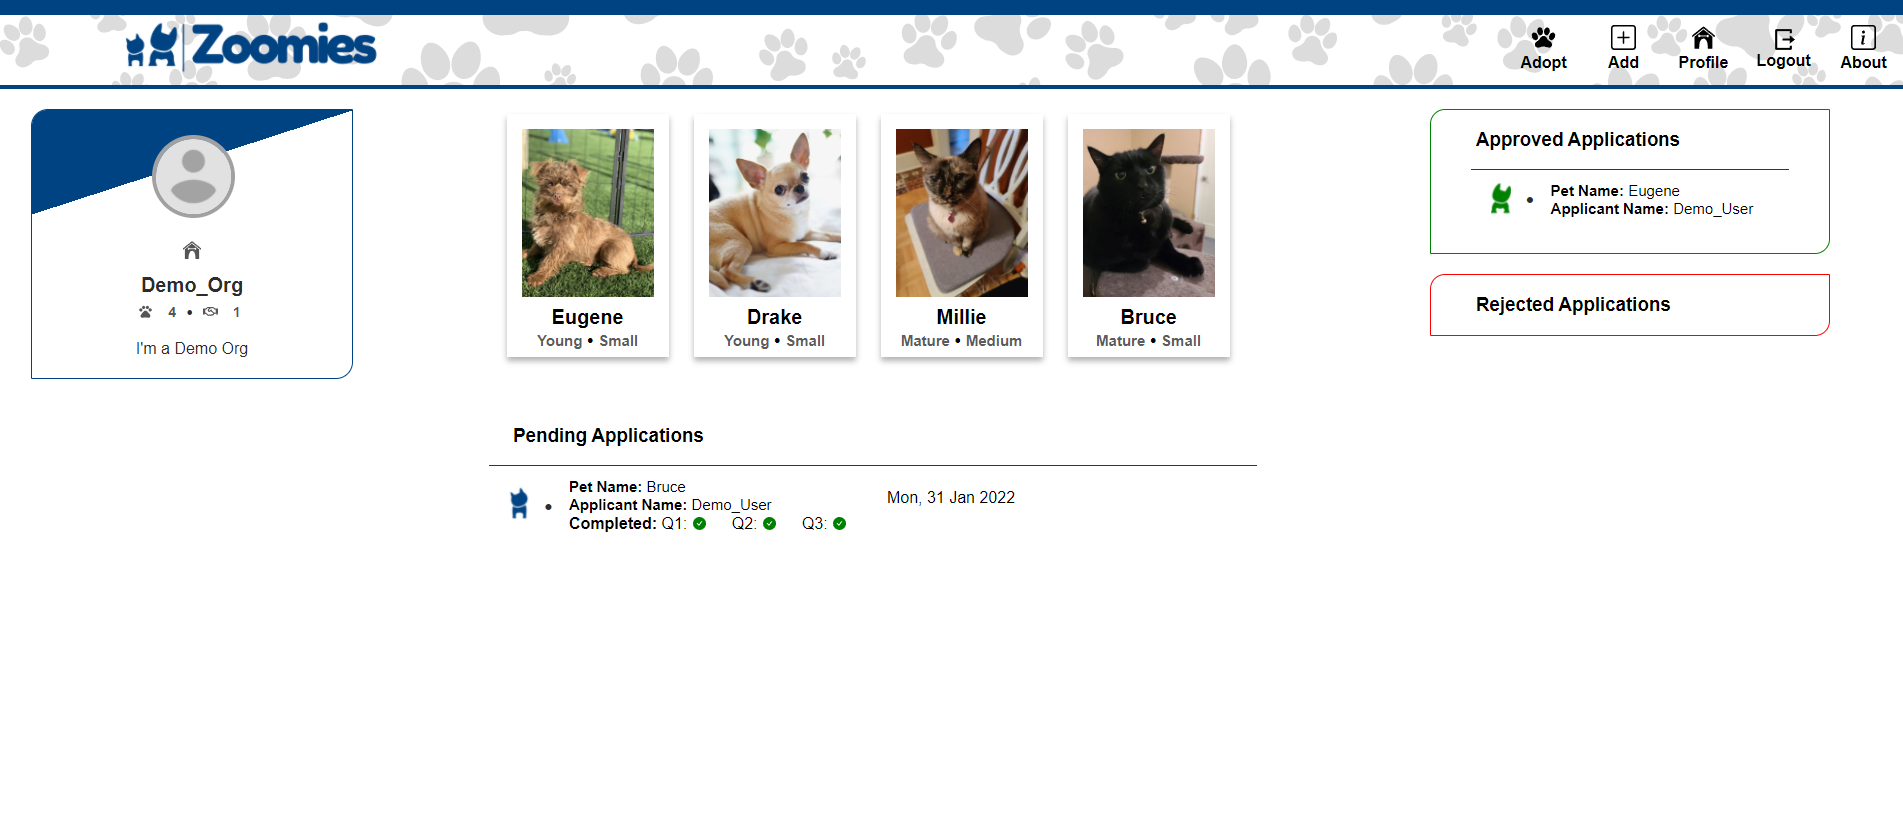 Zoomies
Adopt
Add
Profile
Logout
About
Demo_Org
4 • 1
I'm a Demo Org
Eugene
Young • Small
Drake
Young • Small
Millie
Mature • Medium
Bruce
Mature • Small
Pending Applications
Pet Name: Bruce
Applicant Name: Demo_User
Completed: Q1: Q2: Q3:
Mon, 31 Jan 2022
Approved Applications
Pet Name: Eugene
Applicant Name: Demo_User
Rejected Applications